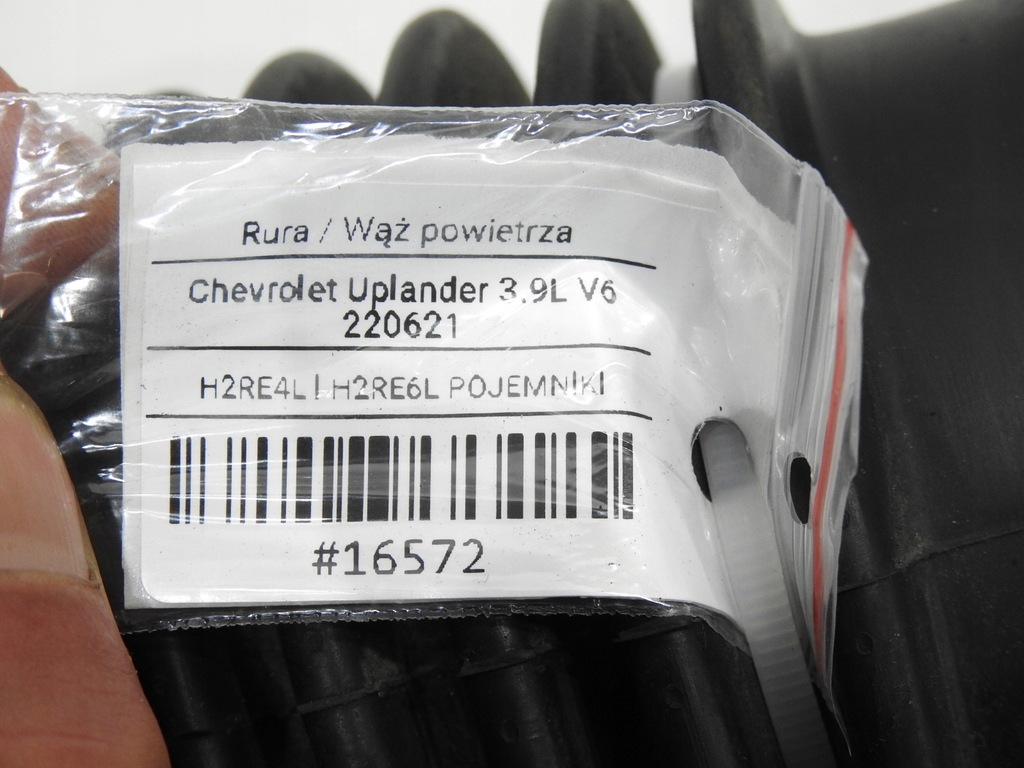 Rura / Wąż powietrza
Chevrolet Uplander 3.9L V6
220621
H2RE4L | H2RE6L POJEMNIKI
#16572